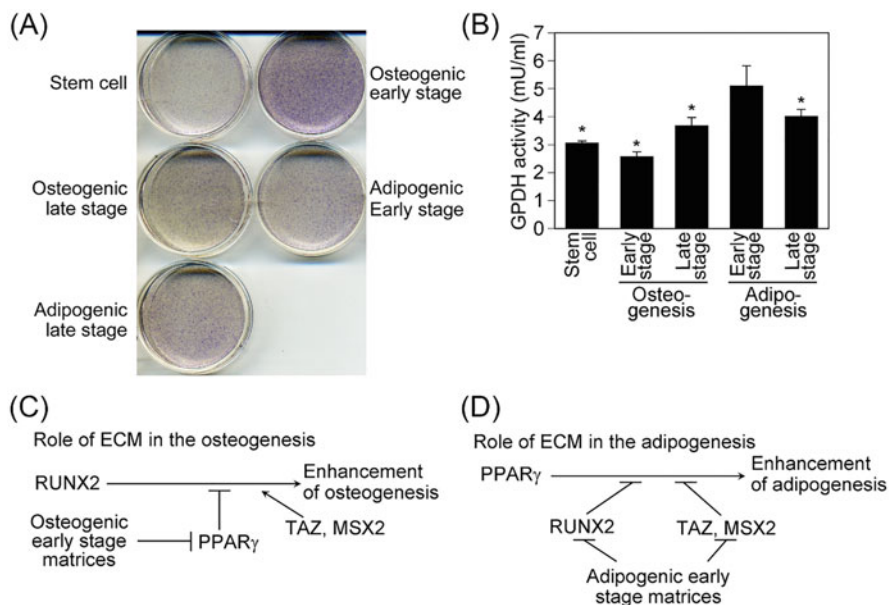 (A)
Stem cell
Osteogenic
early stage
Osteogenic
late stage
Adipogenic
Early stage
Adipogenic
late stage
(B)
GPDH activity (mU/ml)
7
6
5
4
3
2
1
0
*
*
*
*
Stem
cell
Early
stage
Late
stage
Early
stage
Late
stage
Osteo-
genesis
Adipo-
genesis
(C)
Role of ECM in the osteogenesis
RUNX2
Enhancement
of osteogenesis
Osteogenic
early stage
matrices
PPARγ
TAZ, MSX2
(D)
Role of ECM in the adipogenesis
PPARγ
Enhancement
of adipogenesis
RUNX2
TAZ, MSX2
Adipogenic early
stage matrices